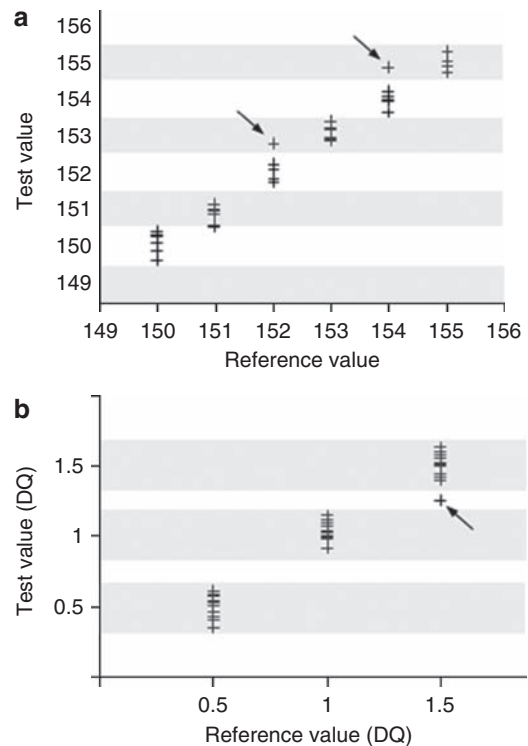 a
156
155
154
153
152
151
150
149
Test value
149 150 151 152 153 154 155 156
Reference value
b
1.5
1
0.5
Test value (DQ)
0.5 1 1.5
Reference value (DQ)